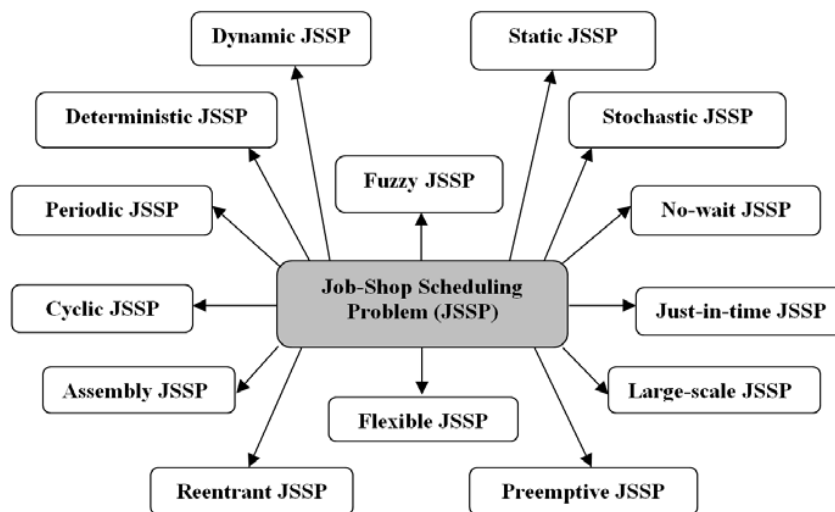 Dynamic JSSP
Static JSSP
Deterministic JSSP
Stochastic JSSP
Fuzzy JSSP
Periodic JSSP
No-wait JSSP
Job-Shop Scheduling
Problem (JSSP)
Cyclic JSSP
Just-in-time JSSP
Assembly JSSP
Large-scale JSSP
Flexible JSSP
Reentrant JSSP
Preemptive JSSP